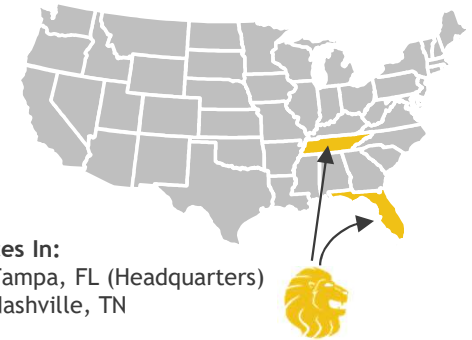 es In:
Tampa, FL (Headquarters)
Nashville, TN